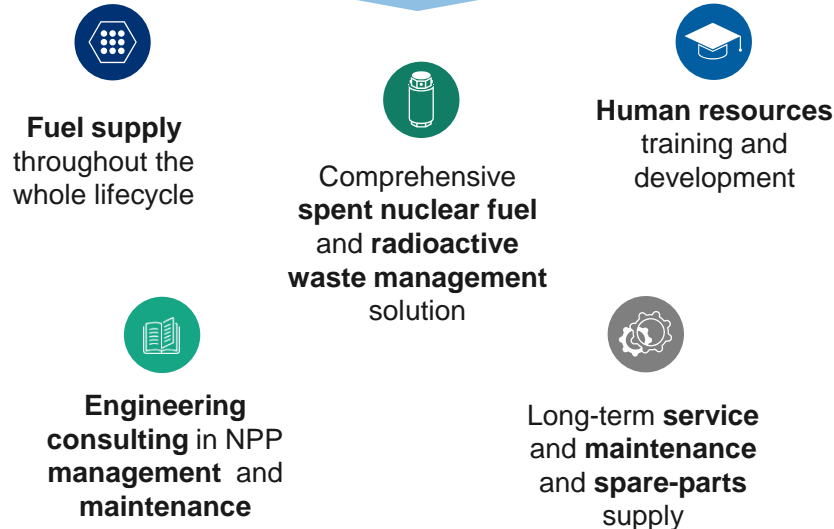 Fuel supply
throughout the
whole lifecycle
Comprehensive
spent nuclear fuel
and radioactive
waste management
solution
Human resources
training and
development
Engineering
consulting in NPP
management and
maintenance
Long-term service
and maintenance
and spare-parts
supply